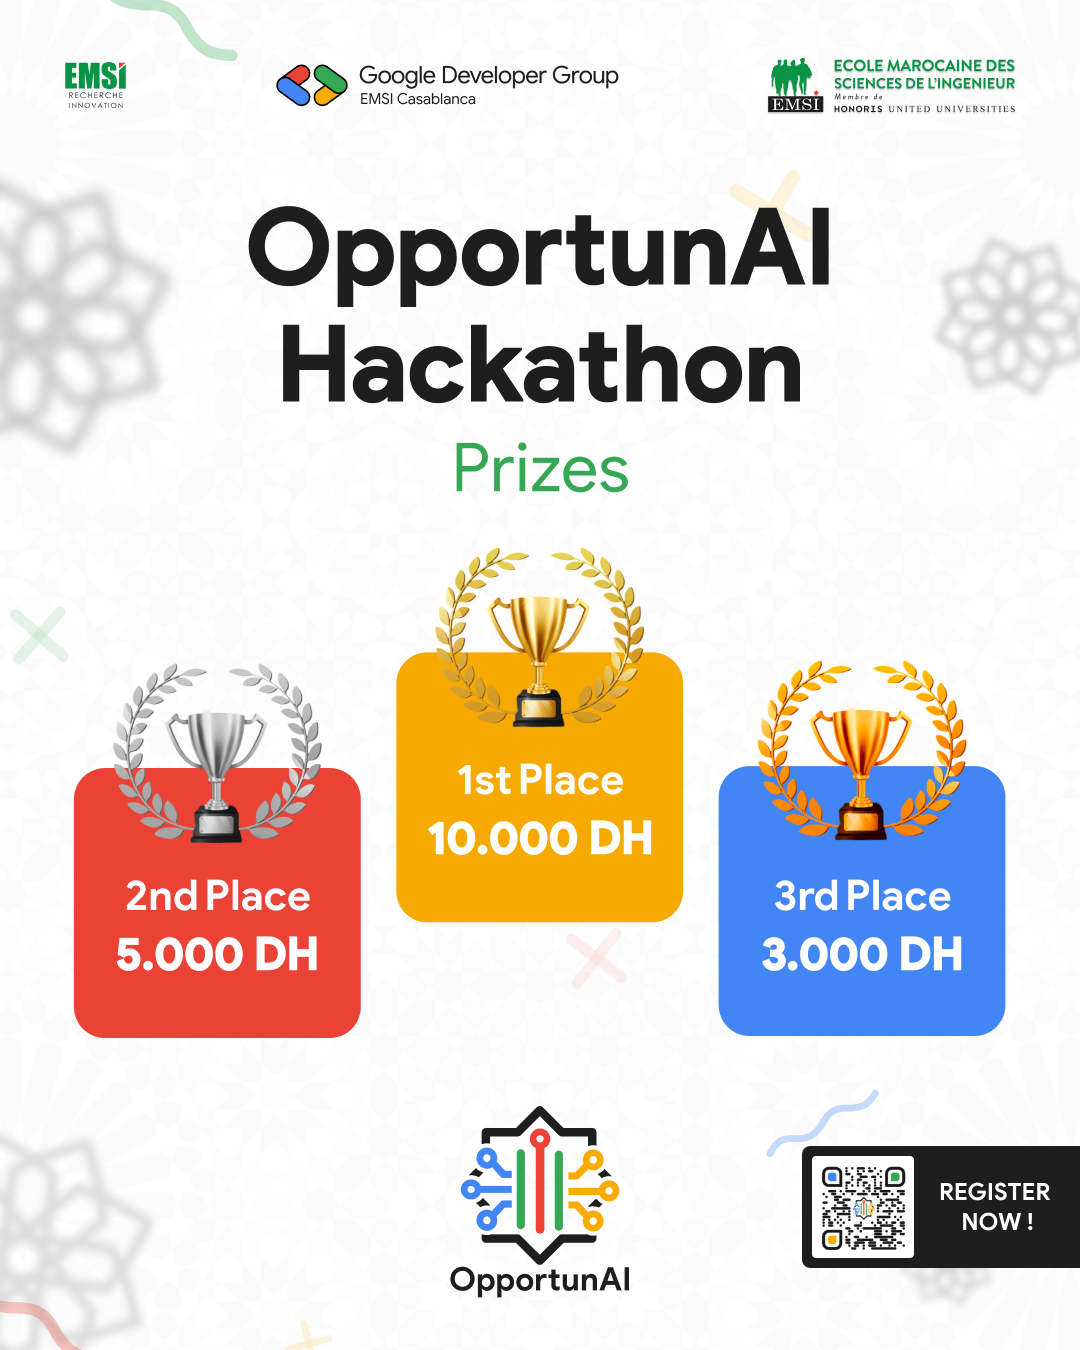 EMSI
RECHERCHE
INNOVATION
Google Developer Group
EMSI Casablanca
EMSI
ECOLE MAROCAINE DES
SCIENCES DE L'INGENIEUR
Membre de
HONORIS UNITED UNIVERSITIES
OpportunAI
Hackathon
Prizes
1st Place
10.000 DH
2nd Place
5.000 DH
3rd Place
3.000 DH
OpportunAI
REGISTER
NOW !